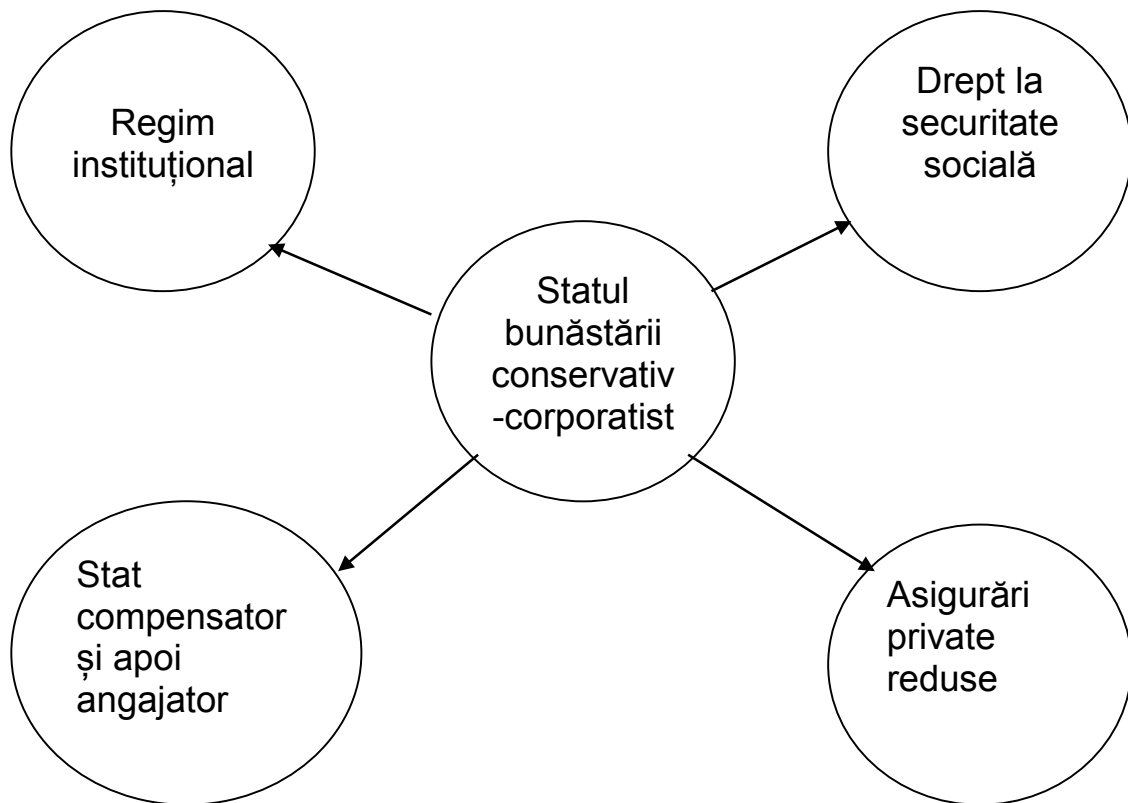 Regim
instituțional
Drept la
securitate
socială
Statul
bunăstării
conservativ
-corporatist
Stat
compensator
și apoi
angajator
Asigurări
private
reduse